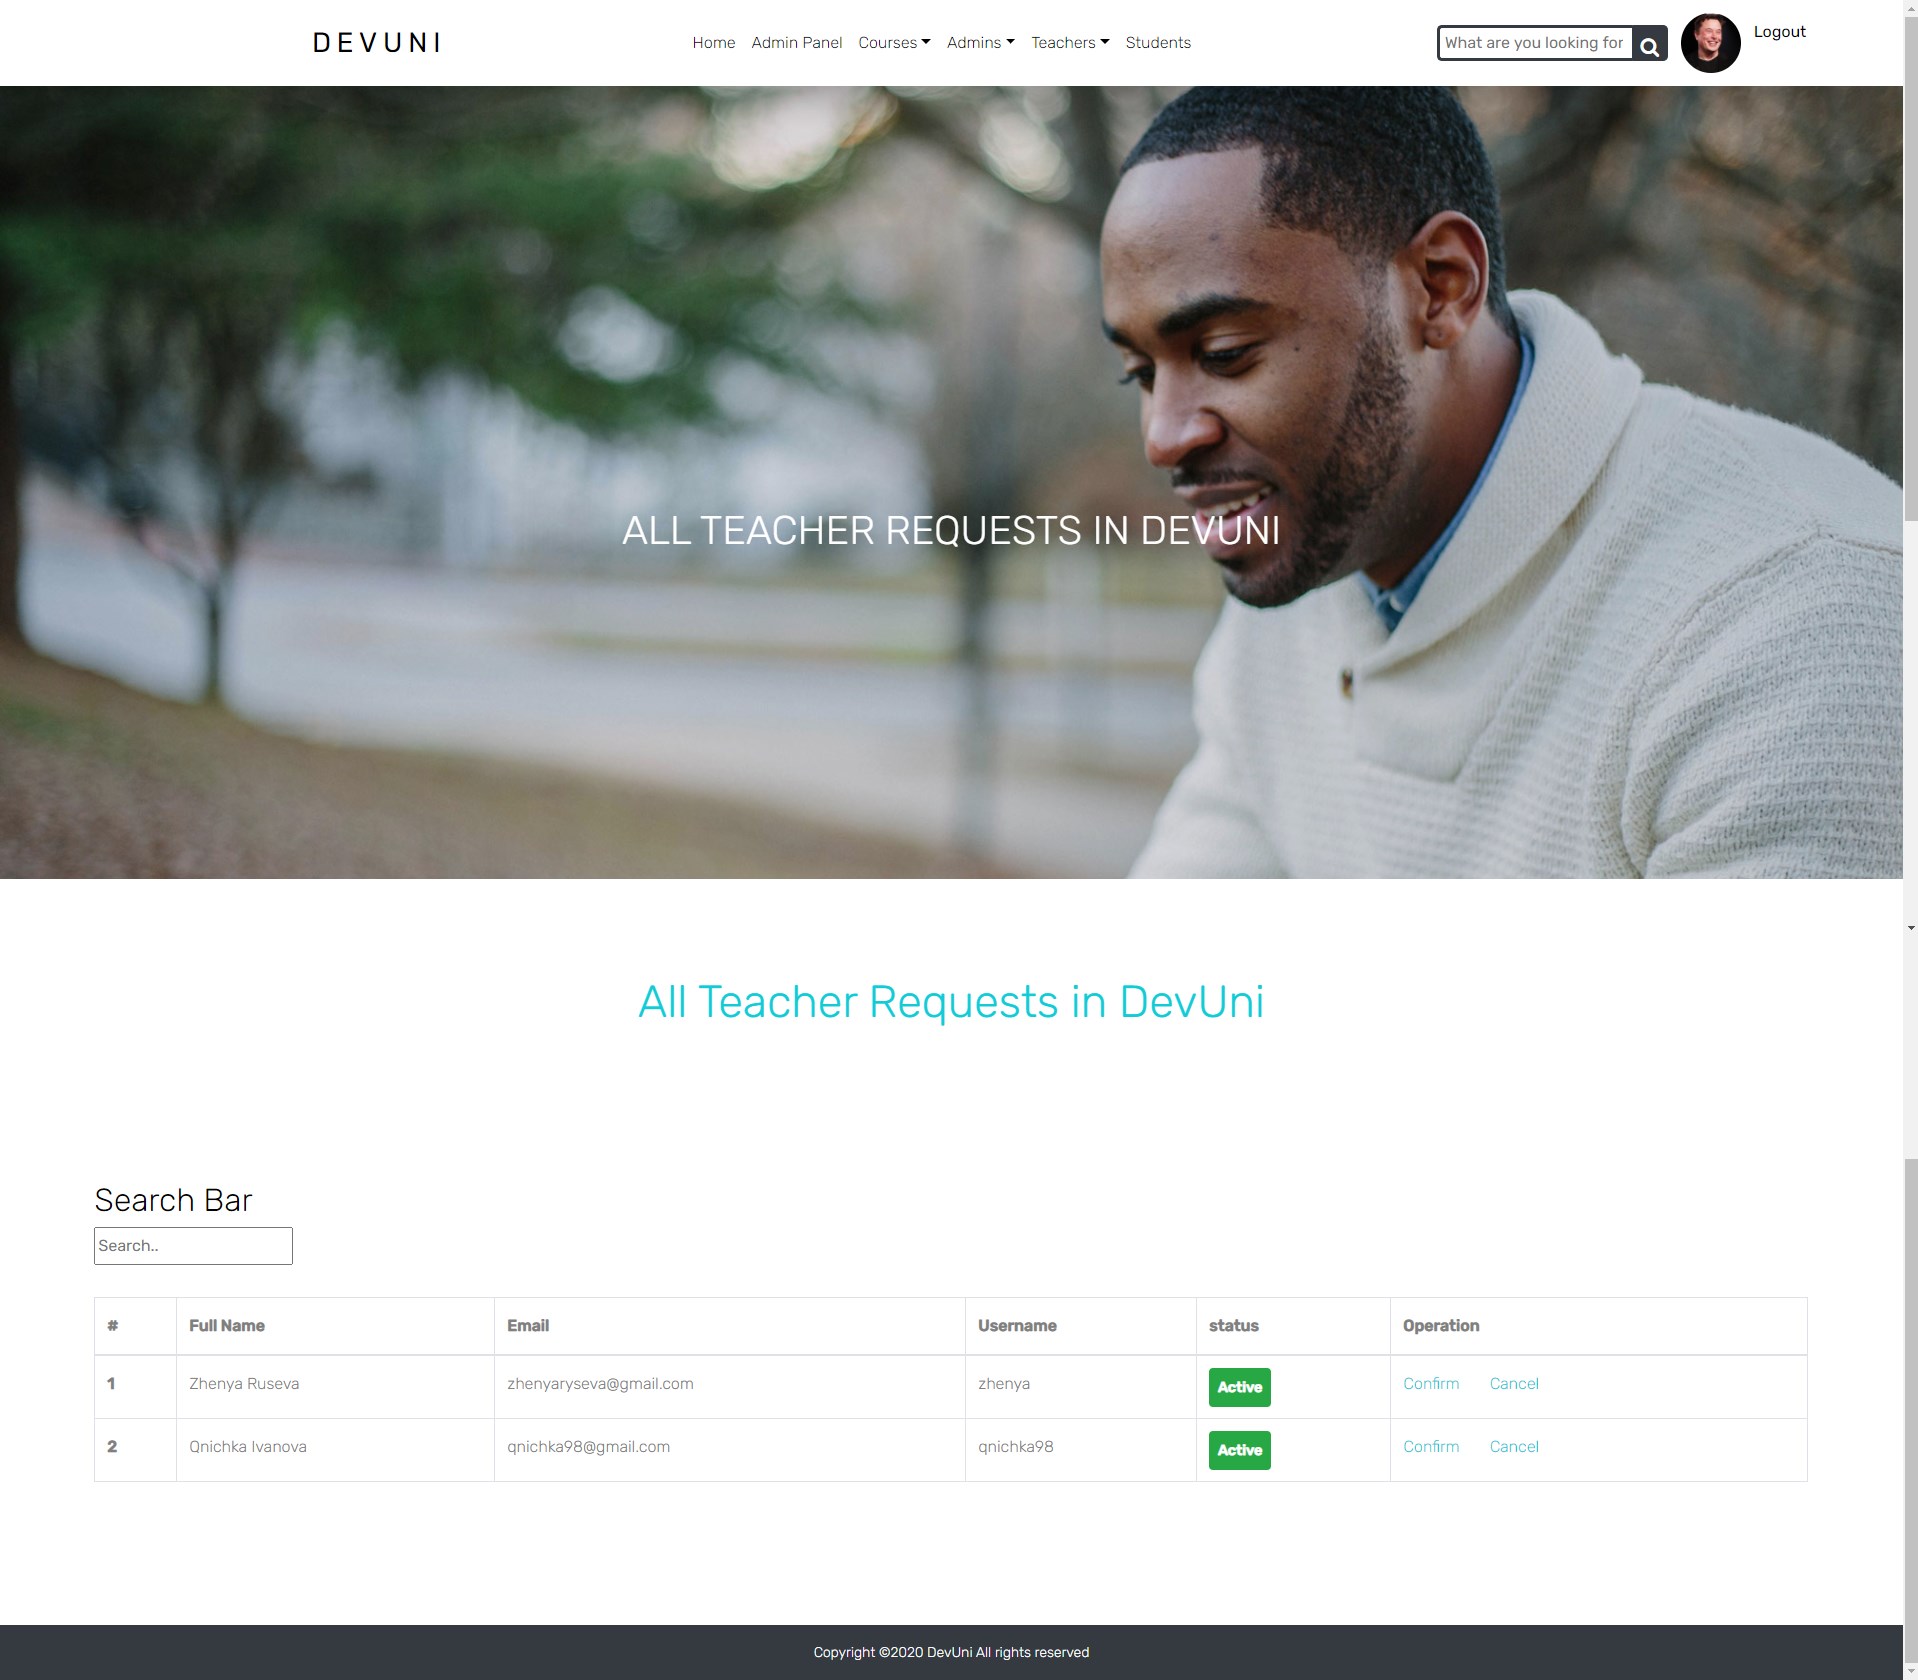 DEVUNI
Home Admin Panel Courses Admins Teachers Students
What are you looking for
Logout
ALL TEACHER REQUESTS IN DEVUNI
All Teacher Requests in DevUni
Search Bar
Search..
# Full Name Email Username status Operation
1 Zhenya Ruseva zhenyaryseva@gmail.com zhenya Active Confirm Cancel
2 Qnichka Ivanova qnichka98@gmail.com qnichka98 Active Confirm Cancel
Copyright ©2020 DevUni All rights reserved